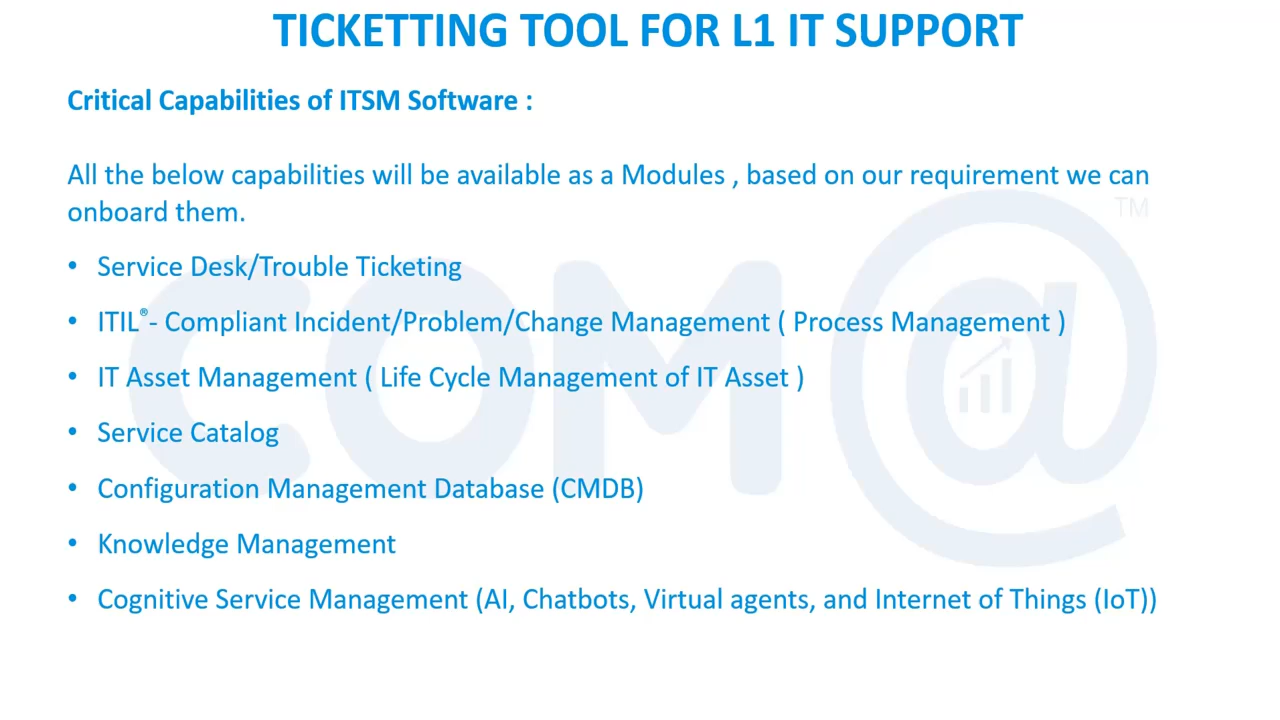 TICKETTING TOOL FOR L1 IT SUPPORT
Critical Capabilities of ITSM Software :
All the below capabilities will be available as a Modules , based on our requirement we can
onboard them.
TM
• Service Desk/Trouble Ticketing
• ITIL®- Compliant Incident/Problem/Change Management ( Process Management )
• IT Asset Management ( Life Cycle Management of IT Asset )
COM@
• Service Catalog
• Configuration Management Database (CMDB)
• Knowledge Management
• Cognitive Service Management (AI, Chatbots, Virtual agents, and Internet of Things (IoT))